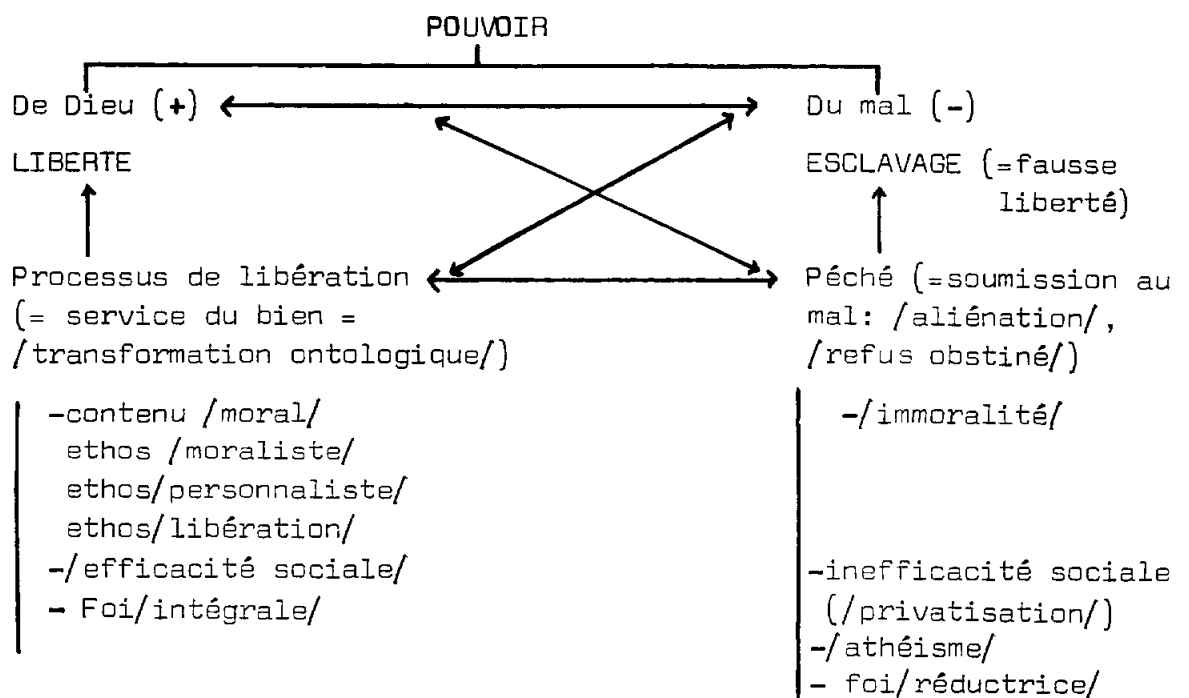 POUVOIR
De Dieu (+)
Du mal (-)
LIBERTE
ESCLAVAGE (=fausse
liberté)
Processus de libération
(= service du bien =
/transformation ontologique/)
Péché (=soumission au
mal: /aliénation/,
/refus obstiné/)
-contenu /moral/
ethos /moraliste/
ethos/personnaliste/
ethos/libération/
-/efficacité sociale/
- Foi/intégrale/
-/immoralité/
-inefficacité sociale
(/privatisation/)
-/athéisme/
- foi/réductrice/